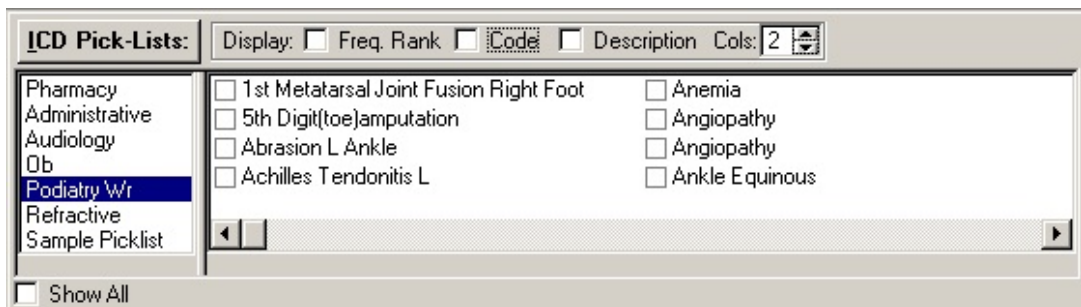 ICD Pick-Lists: Display: Freq. Rank Code Description Cols: 2
Pharmacy
Administrative
Audiology
Ob
Podiatry Wr
Refractive
Sample Picklist
1st Metatarsal Joint Fusion Right Foot Anemia
5th Digit(toe)amputation Angiopathy
Abrasion L Ankle Angiopathy
Achilles Tendonitis L Ankle Equinous
Show All